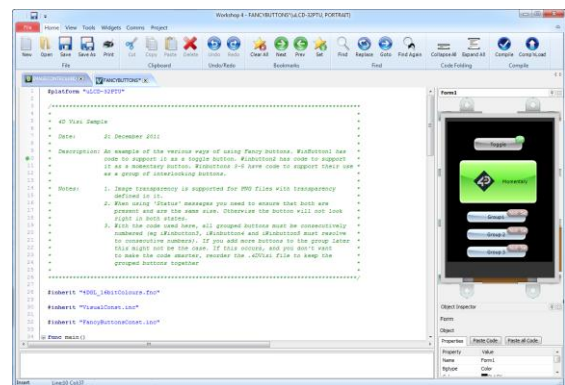 Workshop 4 - FANCYBUTTONS*(uLCD-32PTU, PORTRAIT)
File Home View Tools Widgets Comms Project
New Open Save Save As Print Cut Copy Paste Delete Undo Redo Clear All Next Prev Set Find Replace Goto Find Again Collapse All Expand All Compile Comp'nLoad
File Clipboard Undo/Redo Bookmarks Find Code Folding Compile
FANCYBUTTONS*
#platform "uLCD-32PTU"
4D Visi Sample
Date: 2: December 2011
Description: An example of the various ways of using Fancy buttons. WinButton1 has
code to support it as a toggle button. Winbutton2 has code to support
it as a momentary button. Winbuttons 3-5 have code to support their use
as a group of interlocking buttons.
Notes: 1. Image transparency is supported for PNG files with transparency
defined in it.
2. When using 'Status' messages you need to ensure that both are
present and are the same size. Otherwise the button will not look
right in both states.
3. With the code used here, all grouped buttons must be consecutively
numbered (eg iWinbutton3, iWinbutton4 and iWinbutton5 must resolve
to consecutive numbers). If you add more buttons to the group later
this might not be the case. If this occurs, and you don't want
to make the code smarter, reorder the .4DVisi file to keep the
grouped buttons together
#inherit "4DGL_16bitColours.fnc"
#inherit "VisualConst.inc"
#inherit "FancyButtonsConst.inc"
func main()
Form1
Toggle
Momentary
Group1
Group 2
Group 3
Object Inspector
Form
Object
Properties Paste Code Paste all Code
Property Value
Name Form1
Bgtype Color
Insert